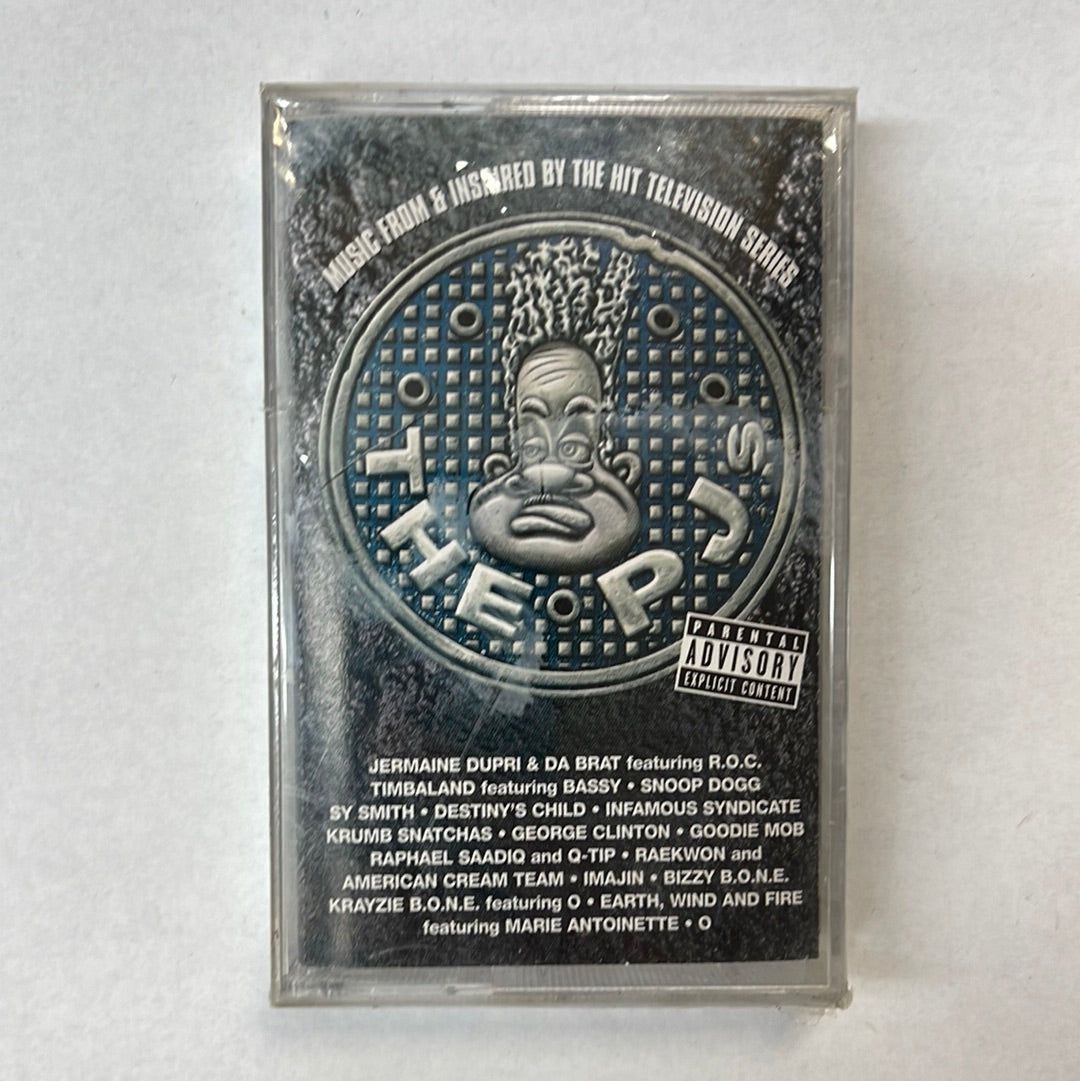 MUSIC FROM & INSPIRED BY THE HIT TELEVISION SERIES
THE PJs
PARENTAL
ADVISORY
EXPLICIT CONTENT
JERMAINE DUPRI & DA BRAT featuring R.O.C.
TIMBALAND featuring BASSY • SNOOP DOGG
SY SMITH • DESTINY'S CHILD • INFAMOUS SYNDICATE
KRUMB SNATCHAS • GEORGE CLINTON • GOODIE MOB
RAPHAEL SAADIQ and Q-TIP • RAEKWON and
AMERICAN CREAM TEAM • IMAJIN • BIZZY B.O.N.E.
KRAYZIE B.O.N.E. featuring O • EARTH, WIND AND FIRE
featuring MARIE ANTOINETTE • O